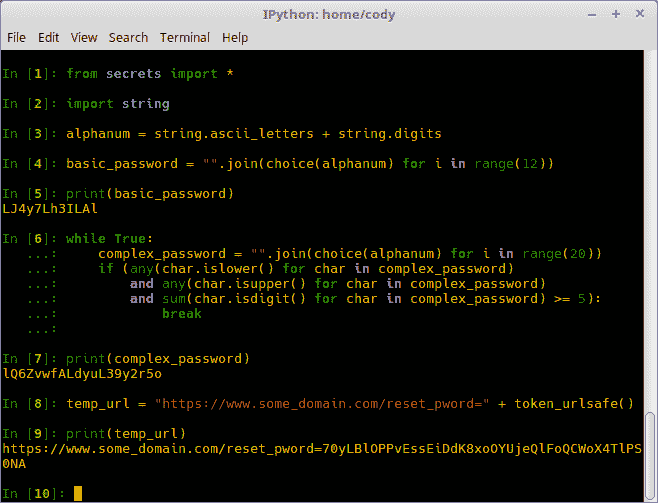 IPython: home/cody
File Edit View Search Terminal Help
In [1]: from secrets import *
In [2]: import string
In [3]: alphanum = string.ascii_letters + string.digits
In [4]: basic_password = "".join(choice(alphanum) for i in range(12))
In [5]: print(basic_password)
LJ4y7Lh3ILAl
In [6]: while True:
   ...:     complex_password = "".join(choice(alphanum) for i in range(20))
   ...:     if (any(char.islower() for char in complex_password)
   ...:         and any(char.isupper() for char in complex_password)
   ...:         and sum(char.isdigit() for char in complex_password) >= 5):
   ...:             break
   ...:
In [7]: print(complex_password)
lQ6ZvwfALdyuL39y2r5o
In [8]: temp_url = "https://www.some_domain.com/reset_pword=" + token_urlsafe()
In [9]: print(temp_url)
https://www.some_domain.com/reset_pword=70yLBlOPPvEssEiDdK8xoOYUjeQlFoQCWoX4TlPS
0NA
In [10]: